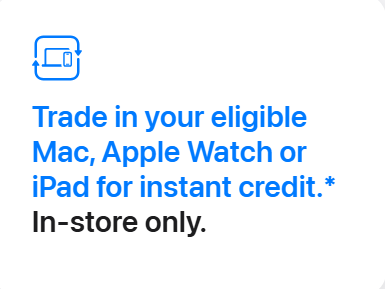 Trade in your eligible
Mac, Apple Watch or
iPad for instant credit.*
In-store only.